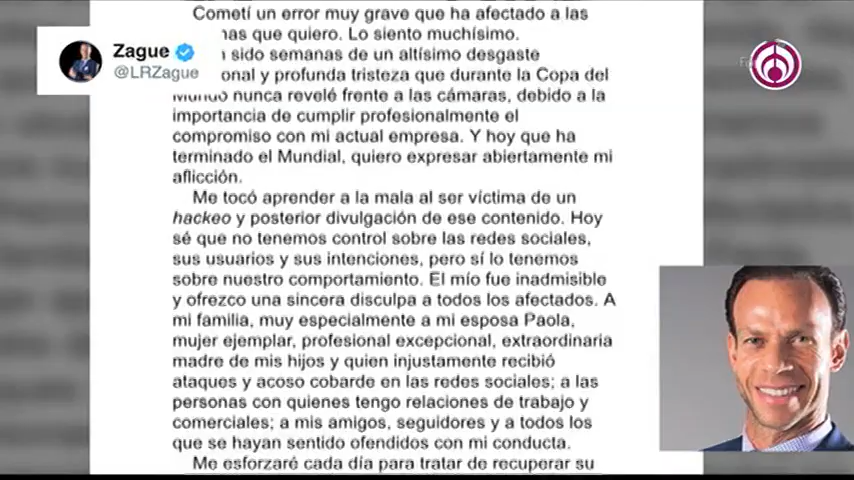 Zague
@LRZague
Cometí un error muy grave que ha afectado a las
que quiero. Lo siento muchísimo.
sido semanas de un altísimo desgaste
y profunda tristeza que durante la Copa del
Mundo nunca revelé frente a las cámaras, debido a la
importancia de cumplir profesionalmente el
compromiso con mi actual empresa. Y hoy que ha
terminado el Mundial, quiero expresar abiertamente mi
aflicción.
Me tocó aprender a la mala al ser víctima de un
hackeo y posterior divulgación de ese contenido. Hoy
sé que no tenemos control sobre las redes sociales,
sus usuarios y sus intenciones, pero sí lo tenemos
sobre nuestro comportamiento. El mío fue inadmisible
y ofrezco una sincera disculpa a todos los afectados. A
mi familia, muy especialmente a mi esposa Paola,
mujer ejemplar, profesional excepcional, extraordinaria
madre de mis hijos y quien injustamente recibió
ataques y acoso cobarde en las redes sociales; a las
personas con quienes tengo relaciones de trabajo y
comerciales; a mis amigos, seguidores y a todos los
que se hayan sentido ofendidos con mi conducta.
Me esforzaré cada día para tratar de recuperar su